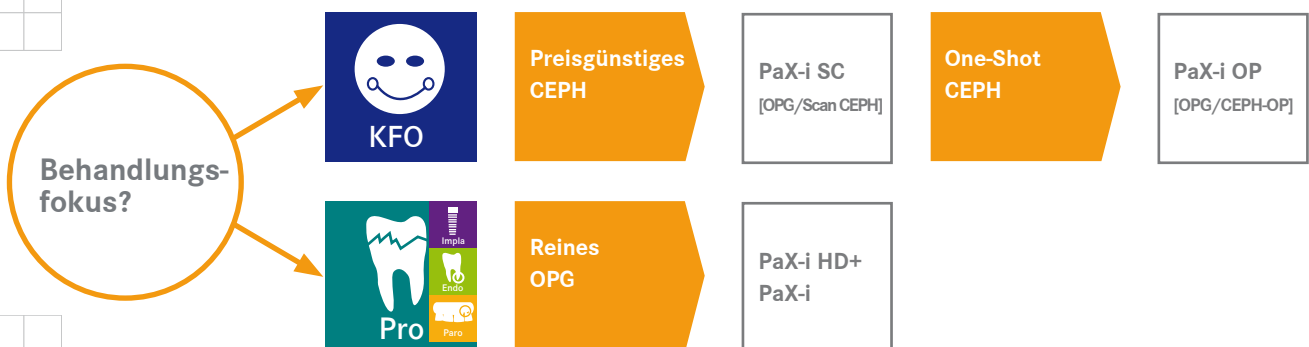 Behandlungs-
fokus?
KFO
Preisgünstiges
CEPH
PaX-i SC
[OPG/Scan CEPH]
One-Shot
CEPH
PaX-i OP
[OPG/CEPH-OP]
Pro
Impla
Endo
Paro
Reines
OPG
PaX-i HD+
PaX-i